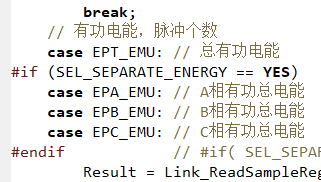 break;
// 有功电能，脉冲个数
case EPT_EMU: // 总有功电能
#if (SEL_SEPARATE_ENERGY == YES)
case EPA_EMU: // A相有功总电能
case EPB_EMU: // B相有功总电能
case EPC_EMU: // C相有功总电能
#endif // #if( SEL_SEPAR
Result = Link_ReadSampleReg